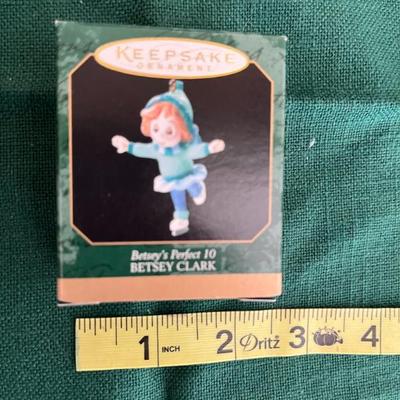 KEEPSAKE
ORNAMENT
Betsey's Perfect 10
BETSEY CLARK
1 INCH 2 Dritz 3 4